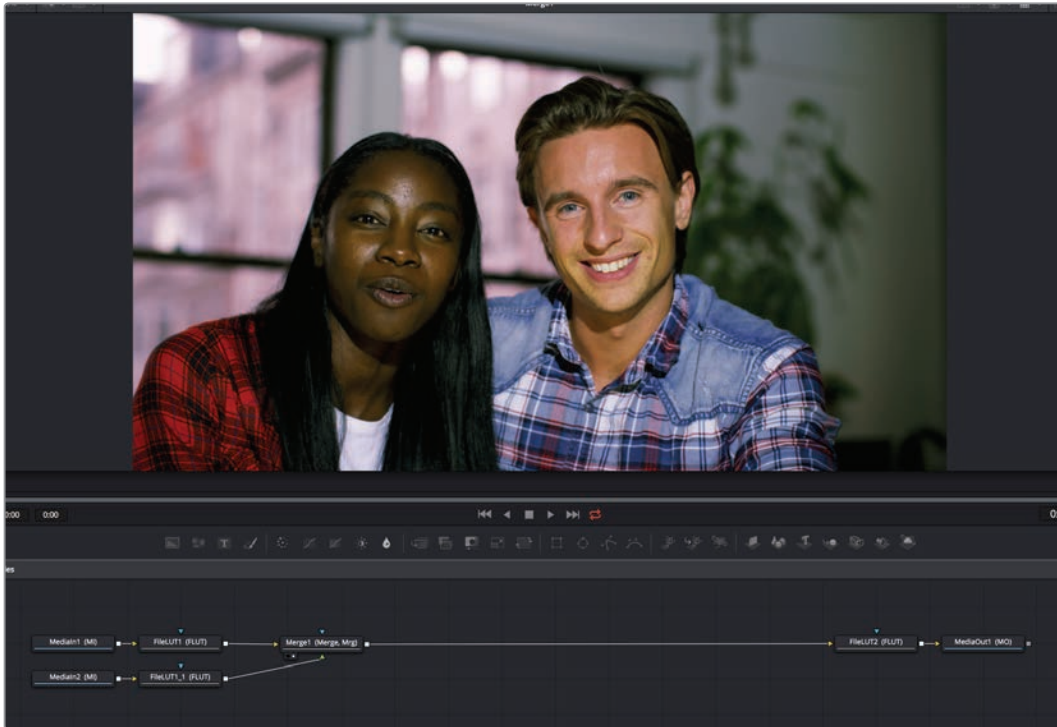 Merge1
0:00 0:00
T
MediaIn1 (MI) FileLUT1 (FLUT) Merge1 (Merge, Mrg) FileLUT2 (FLUT) MediaOut1 (MO)
MediaIn2 (MI) FileLUT1_1 (FLUT)